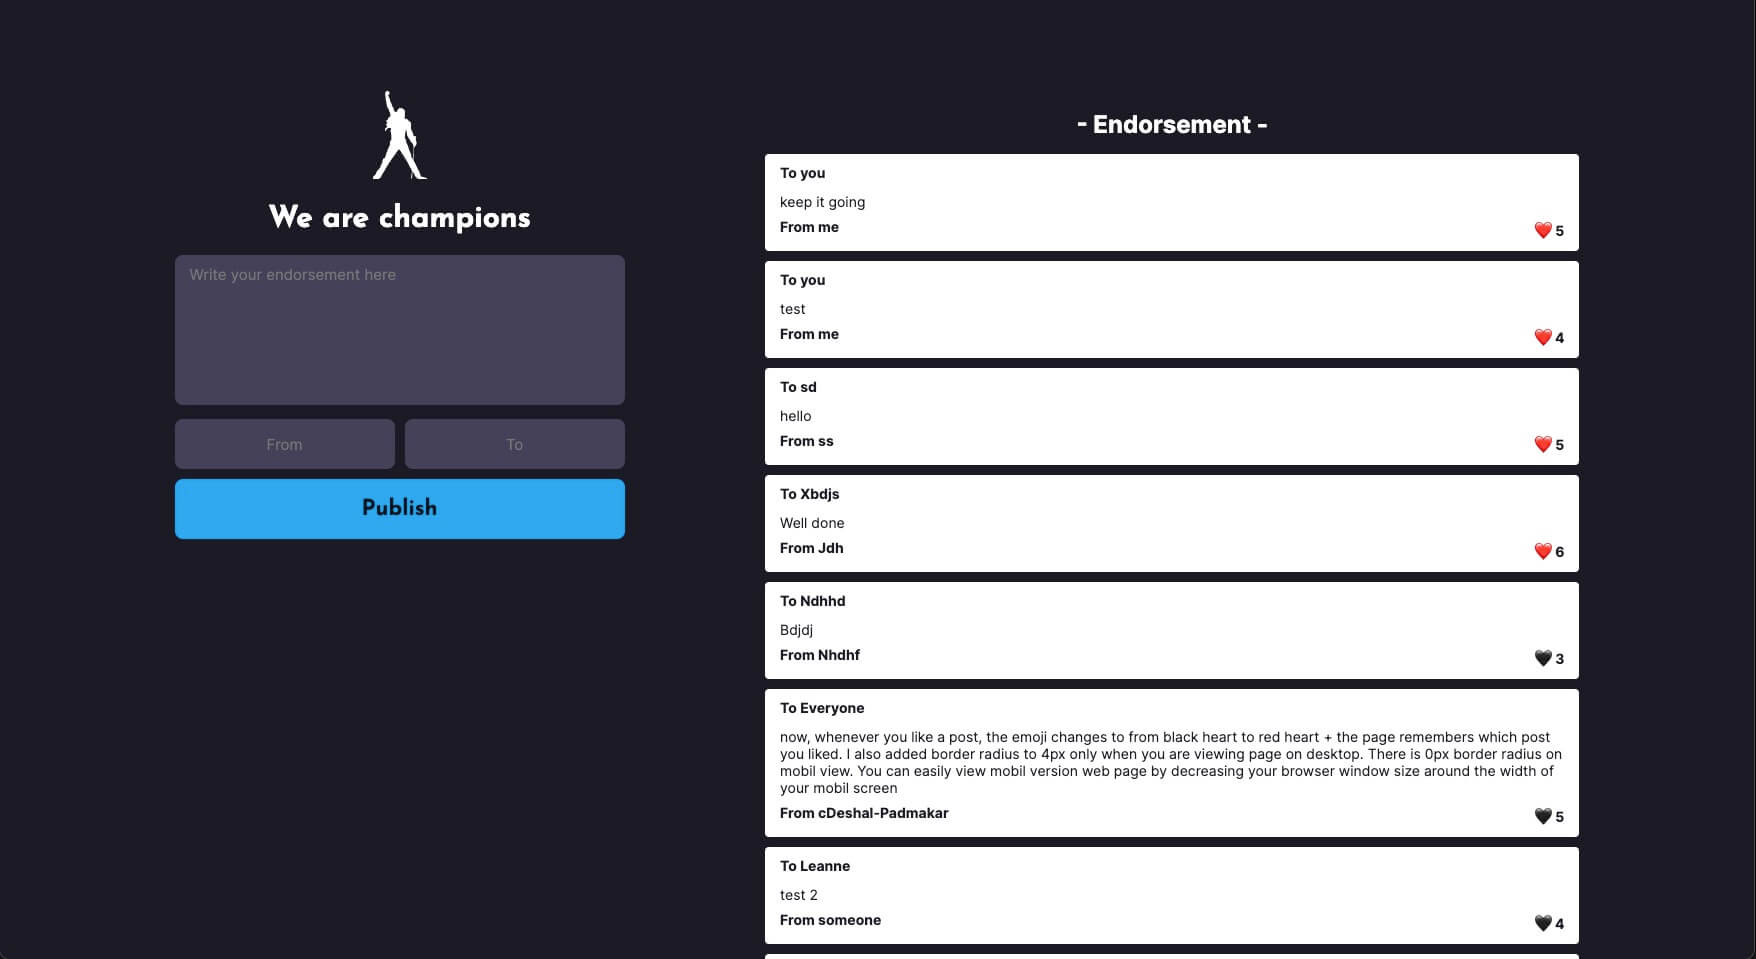 We are champions
Write your endorsement here
From
To
Publish
- Endorsement -
To you
keep it going
From me
❤️ 5
To you
test
From me
❤️ 4
To sd
hello
From ss
❤️ 5
To Xbdjs
Well done
From Jdh
❤️ 6
To Ndhhd
Bdjdj
From Nhdhf
🖤 3
To Everyone
now, whenever you like a post, the emoji changes to from black heart to red heart + the page remembers which post
you liked. I also added border radius to 4px only when you are viewing page on desktop. There is 0px border radius on
mobil view. You can easily view mobil version web page by decreasing your browser window size around the width of
your mobil screen
From cDeshal-Padmakar
🖤 5
To Leanne
test 2
From someone
🖤 4